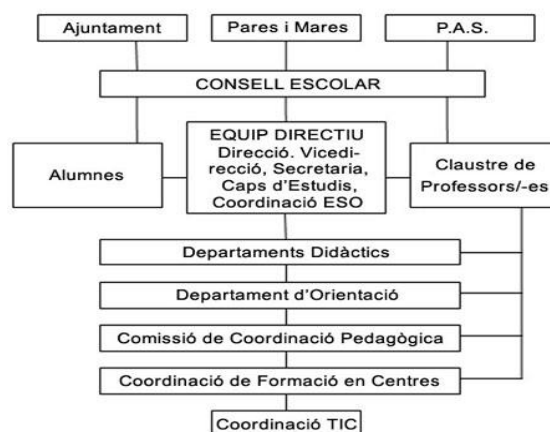 Ajuntament
Pares i Mares
P.A.S.
CONSELL ESCOLAR
Alumnes
EQUIP DIRECTIU
Direcció. Vicedi-
recció, Secretaria,
Caps d'Estudis,
Coordinació ESO
Claustre de
Professors/-es
Departaments Didàctics
Departament d'Orientació
Comissió de Coordinació Pedagògica
Coordinació de Formació en Centres
Coordinació TIC